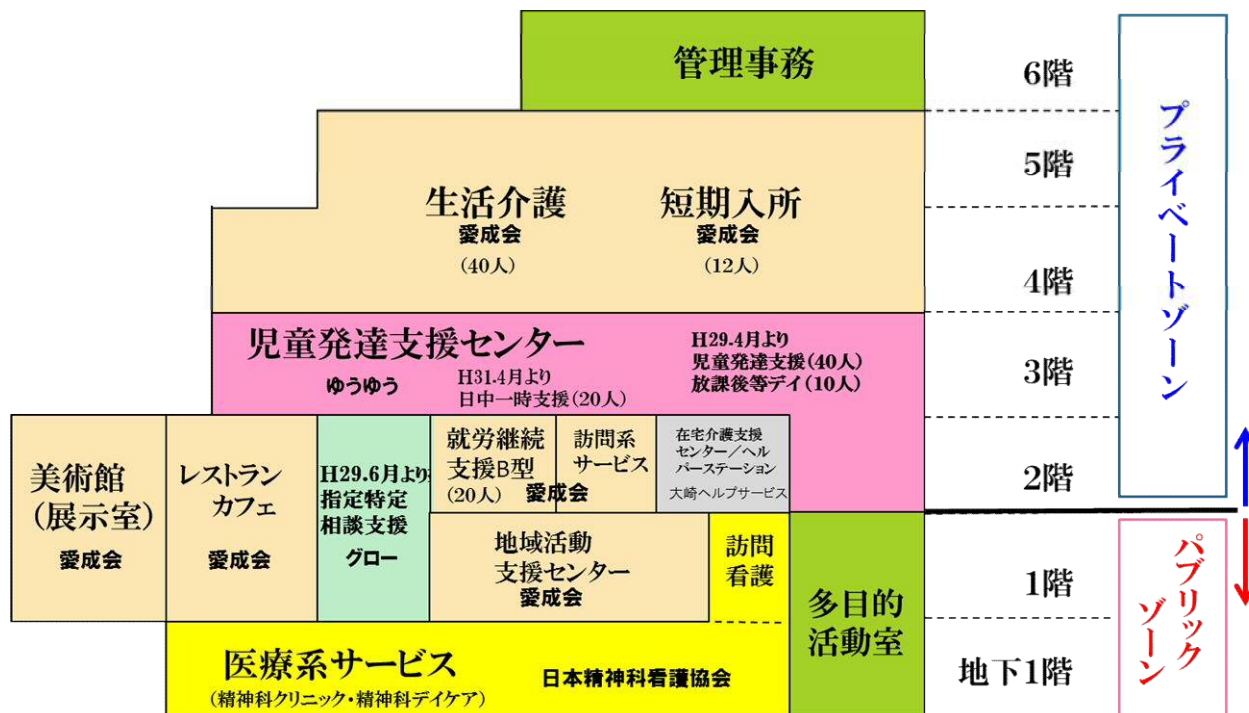 管理事務
6階
5階
生活介護
愛成会
(40人)
短期入所
愛成会
(12人)
4階
プライベートゾーン
児童発達支援センター
ゆうゆう
H31.4月より
日中一時支援(20人)
H29.4月より
児童発達支援(40人)
放課後等デイ(10人)
3階
美術館
(展示室)
愛成会
レストラン
カフェ
愛成会
H29.6月より
指定特定
相談支援
グロー
就労継続
支援B型
(20人)
訪問系
サービス
愛成会
在宅介護支援
センター/ヘル
パーステーション
大崎ヘルプサービス
2階
地域活動
支援センター
愛成会
訪問
看護
多目的
活動室
1階
パブリック
ゾーン
医療系サービス
(精神科クリニック・精神科デイケア)
日本精神科看護協会
地下1階